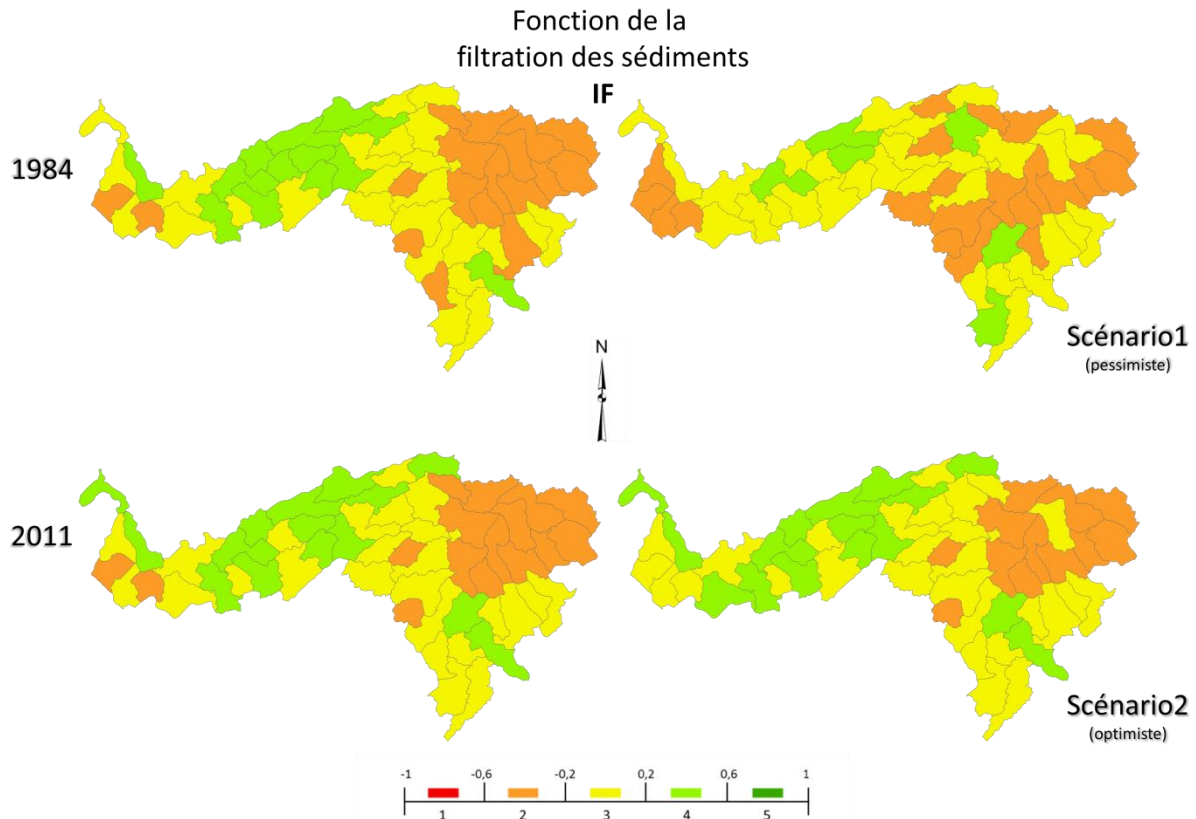 Fonction de la
filtration des sédiments
IF
1984
Scénario1
(pessimiste)
N
2011
Scénario2
(optimiste)
-1 -0,6 -0,2 0,2 0,6 1
1 2 3 4 5